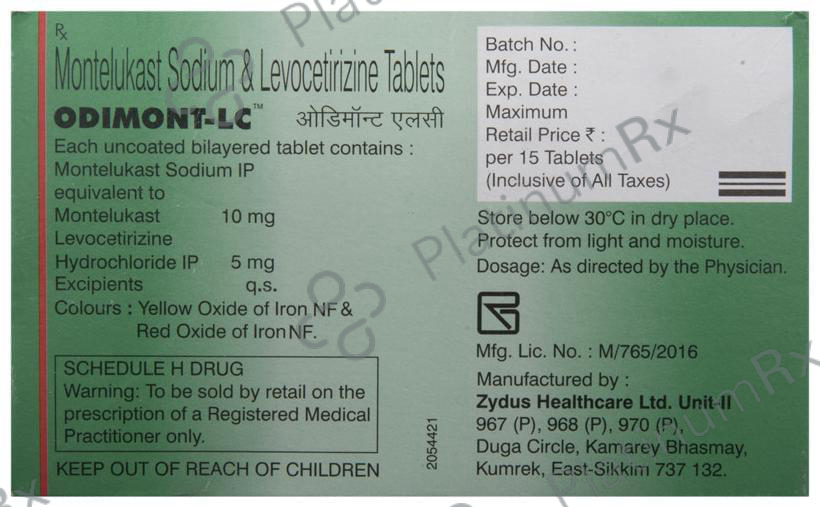 Rx
Montelukast Sodium & Levocetirizine Tablets
ODIMONT-LC™ ओडिमॉन्ट एलसी
Each uncoated bilayered tablet contains :
Montelukast Sodium IP
equivalent to
Montelukast 10 mg
Levocetirizine
Hydrochloride IP 5 mg
Excipients q.s.
Colours : Yellow Oxide of Iron NF &
Red Oxide of Iron NF.
SCHEDULE H DRUG
Warning: To be sold by retail on the
prescription of a Registered Medical
Practitioner only.
KEEP OUT OF REACH OF CHILDREN
2054421
Batch No. :
Mfg. Date :
Exp. Date :
Maximum
Retail Price ₹ :
per 15 Tablets
(Inclusive of All Taxes)
Store below 30°C in dry place.
Protect from light and moisture.
Dosage: As directed by the Physician.
Mfg. Lic. No. : M/765/2016
Manufactured by :
Zydus Healthcare Ltd. Unit-II
967 (P), 968 (P), 970 (P),
Duga Circle, Kamarey Bhasmay,
Kumrek, East-Sikkim 737 132.
PlatinumRx
PlatinumRx
PlatinumRx